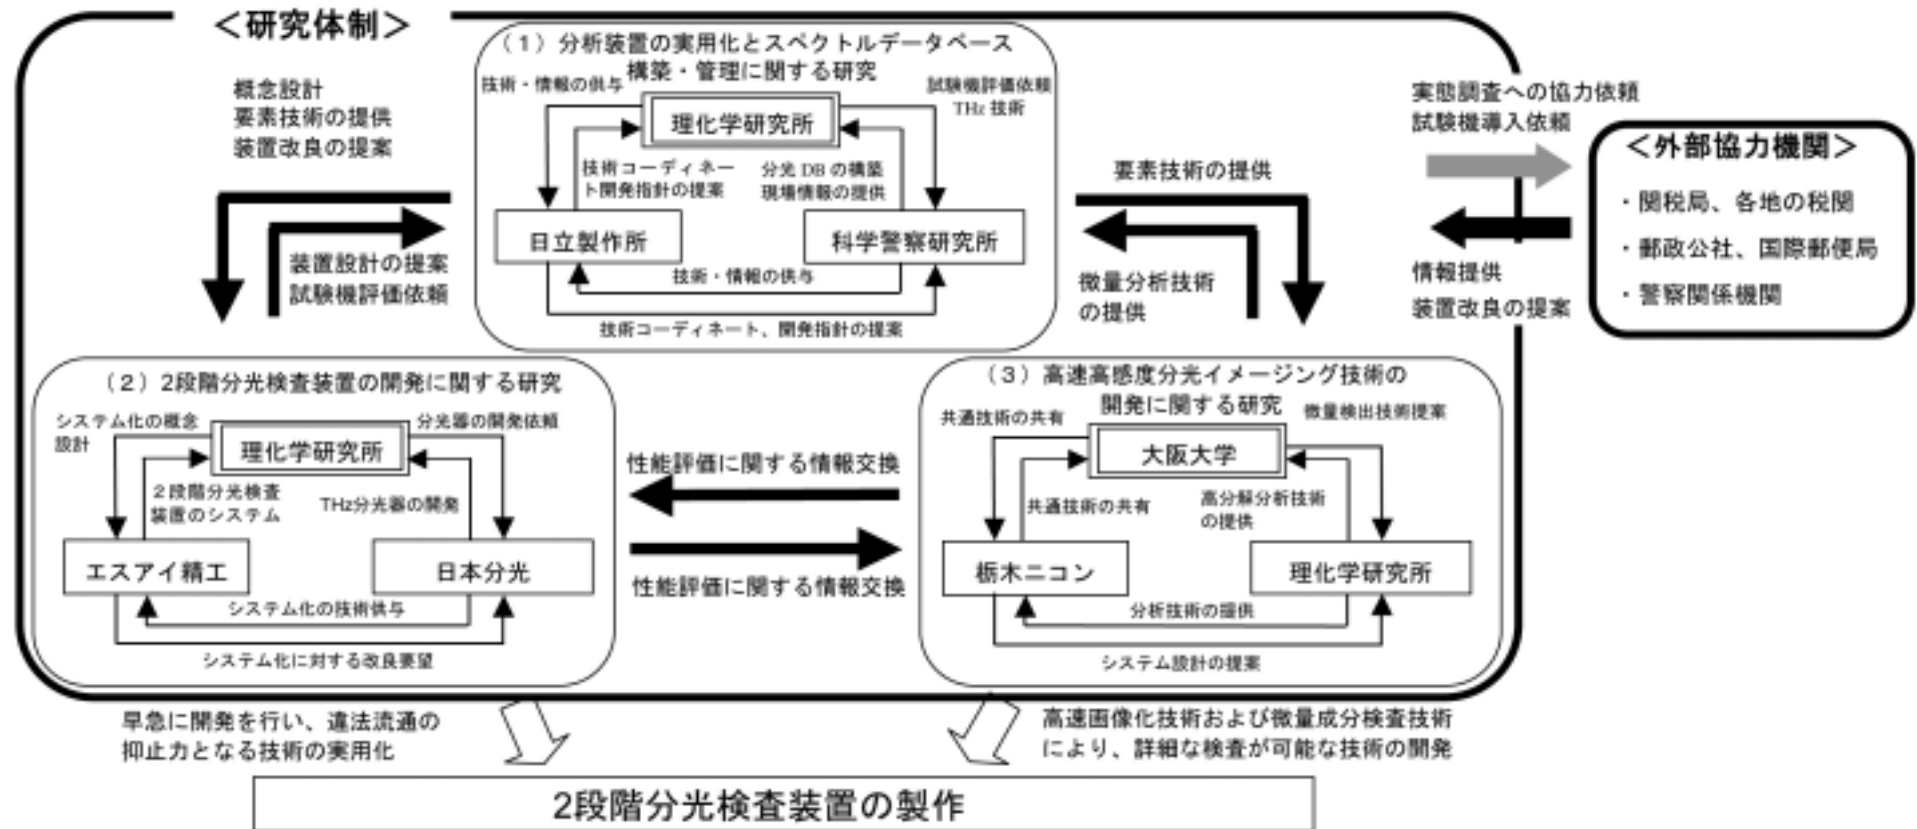 ＜研究体制＞
概念設計
要素技術の提供
装置改良の提案
装置設計の提案
試験機評価依頼
（1）分析装置の実用化とスペクトルデータベース
構築・管理に関する研究
技術・情報の供与
試験機評価依頼
THz 技術
理化学研究所
技術コーディネー
ト開発指針の提案
分光 DB の構築
現場情報の提供
日立製作所
科学警察研究所
技術・情報の供与
技術コーディネート、開発指針の提案
要素技術の提供
微量分析技術
の提供
実態調査への協力依頼
試験機導入依頼
情報提供
装置改良の提案
＜外部協力機関＞
・関税局、各地の税関
・郵政公社、国際郵便局
・警察関係機関
（2）2段階分光検査装置の開発に関する研究
システム化の概念
設計
分光器の開発依頼
理化学研究所
２段階分光検査
装置のシステム
THz分光器の開発
エスアイ精工
日本分光
システム化の技術供与
システム化に対する改良要望
性能評価に関する情報交換
性能評価に関する情報交換
（3）高速高感度分光イメージング技術の
開発に関する研究
共通技術の共有
微量検出技術提案
大阪大学
共通技術の共有
高分解分析技術
の提供
栃木ニコン
理化学研究所
分析技術の提供
システム設計の提案
早急に開発を行い、違法流通の
抑止力となる技術の実用化
高速画像化技術および微量成分検査技術
により、詳細な検査が可能な技術の開発
2段階分光検査装置の製作